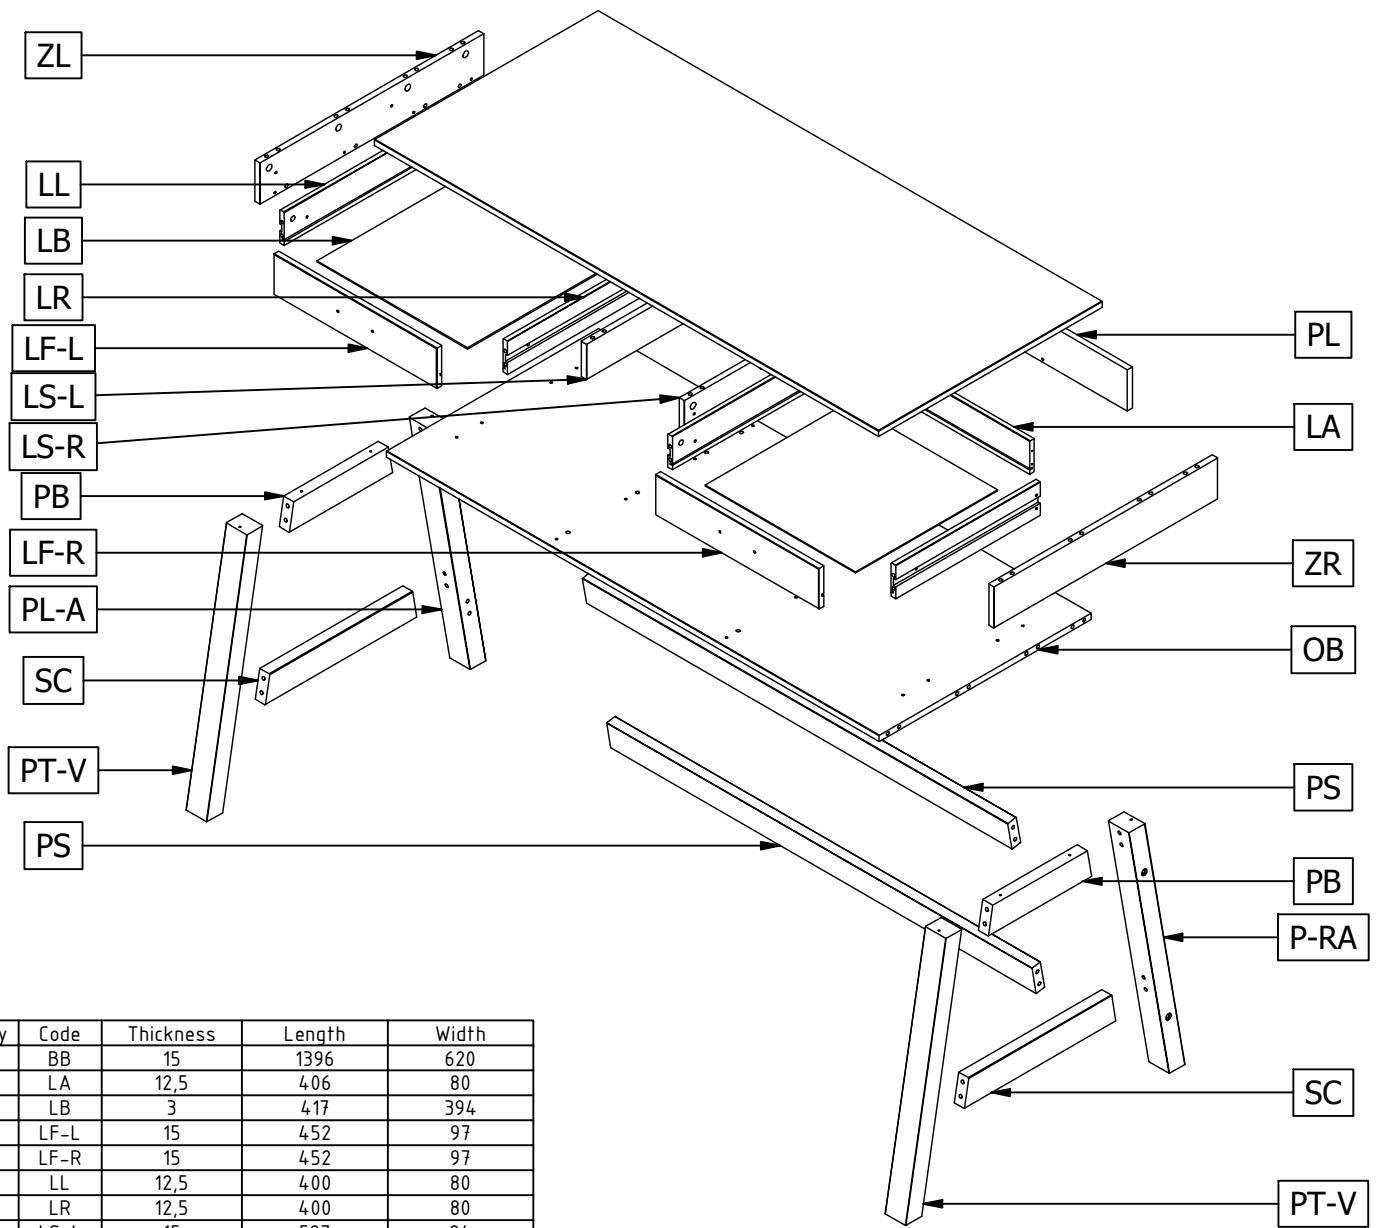 ZL
LL
LB
LR
LF-L
LS-L
LS-R
PB
LF-R
PL-A
SC
PT-V
PS
PL
LA
ZR
OB
PS
PB
P-RA
SC
PT-V
y Code Thickness Length Width
BB 15 1396 620
LA 12,5 406 80
LB 3 417 394
LF-L 15 452 97
LF-R 15 452 97
LL 12,5 400 80
LR 12,5 400 80